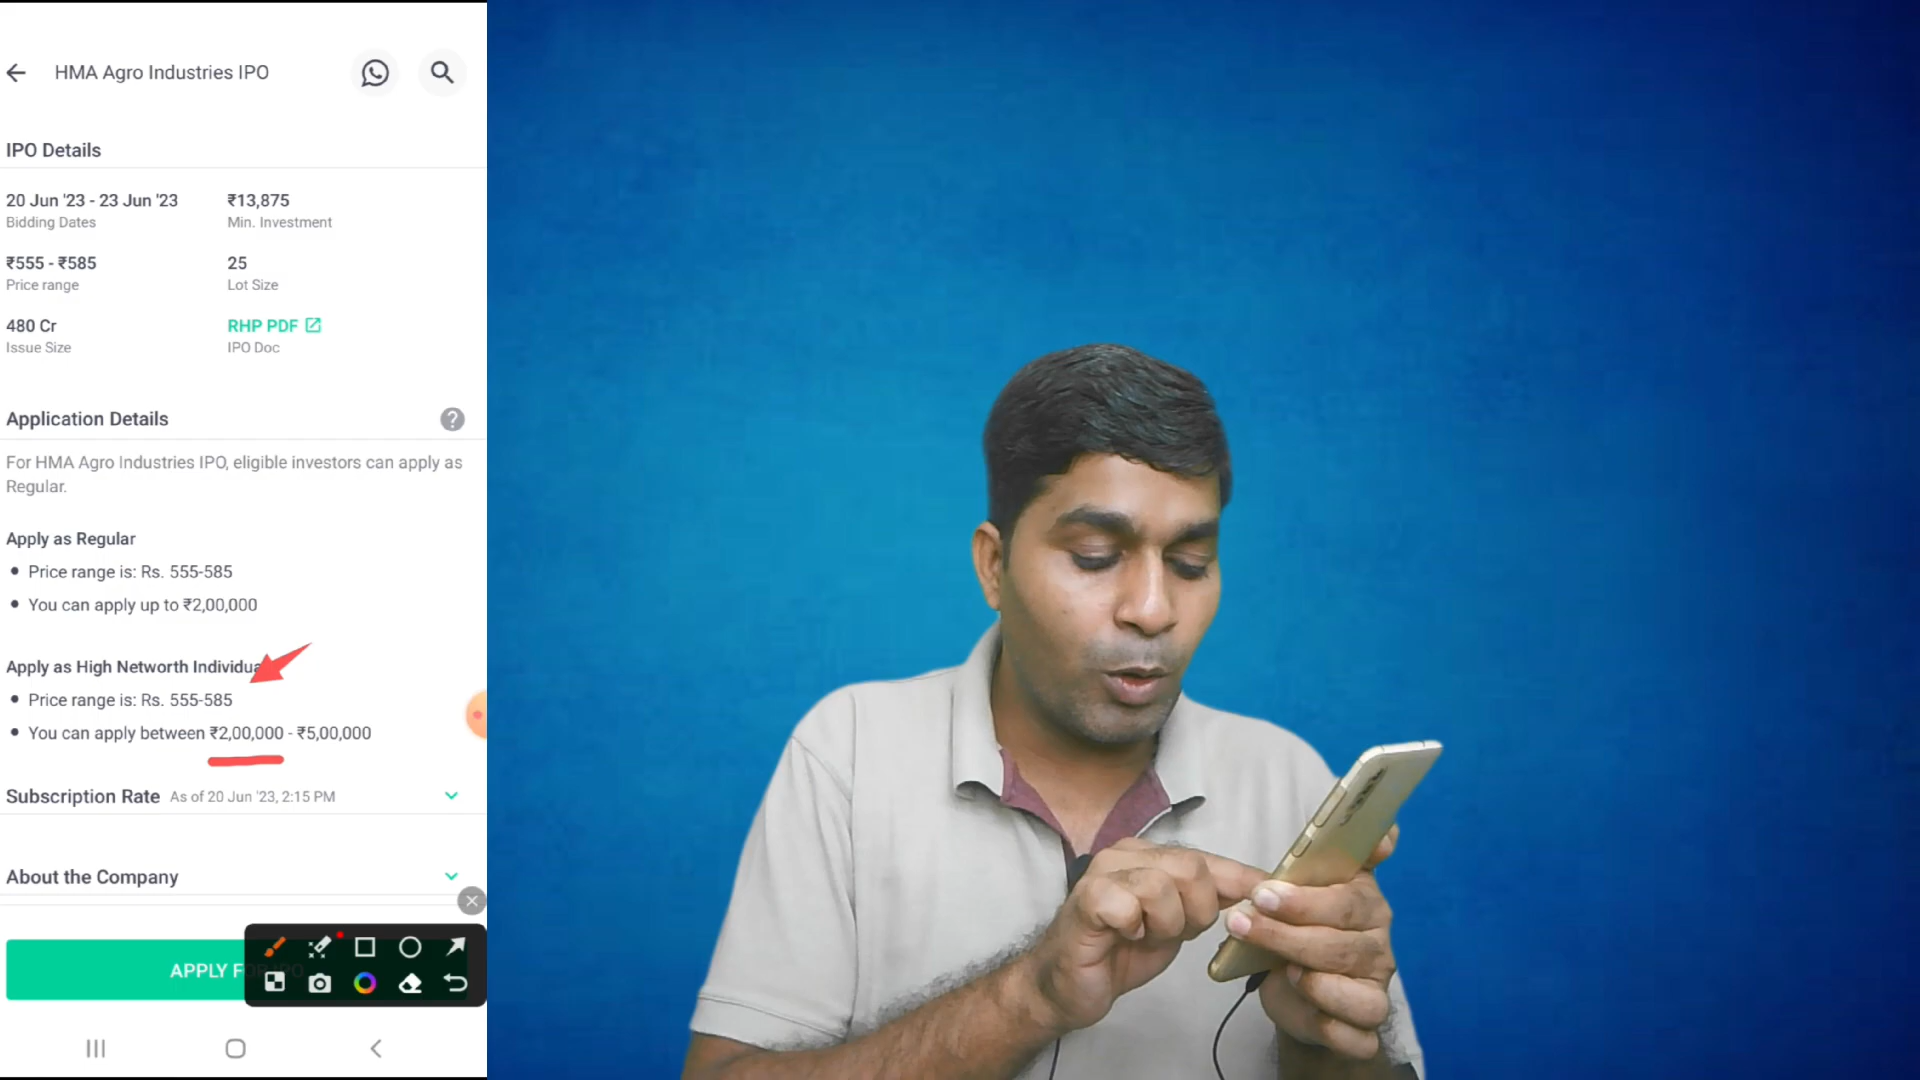 HMA Agro Industries IPO
IPO Details
20 Jun '23 - 23 Jun '23
₹13,875
Bidding Dates
Min. Investment
₹555 - ₹585
25
Price range
Lot Size
480 Cr
RHP PDF
Issue Size
IPO Doc
Application Details
For HMA Agro Industries IPO, eligible investors can apply as
Regular.
Apply as Regular
Price range is: Rs. 555-585
You can apply up to ₹2,00,000
Apply as High Networth Individua
Price range is: Rs. 555-585
You can apply between ₹2,00,000 - ₹5,00,000
Subscription Rate As of 20 Jun '23, 2:15 PM
About the Company
APPLY FOR IPO